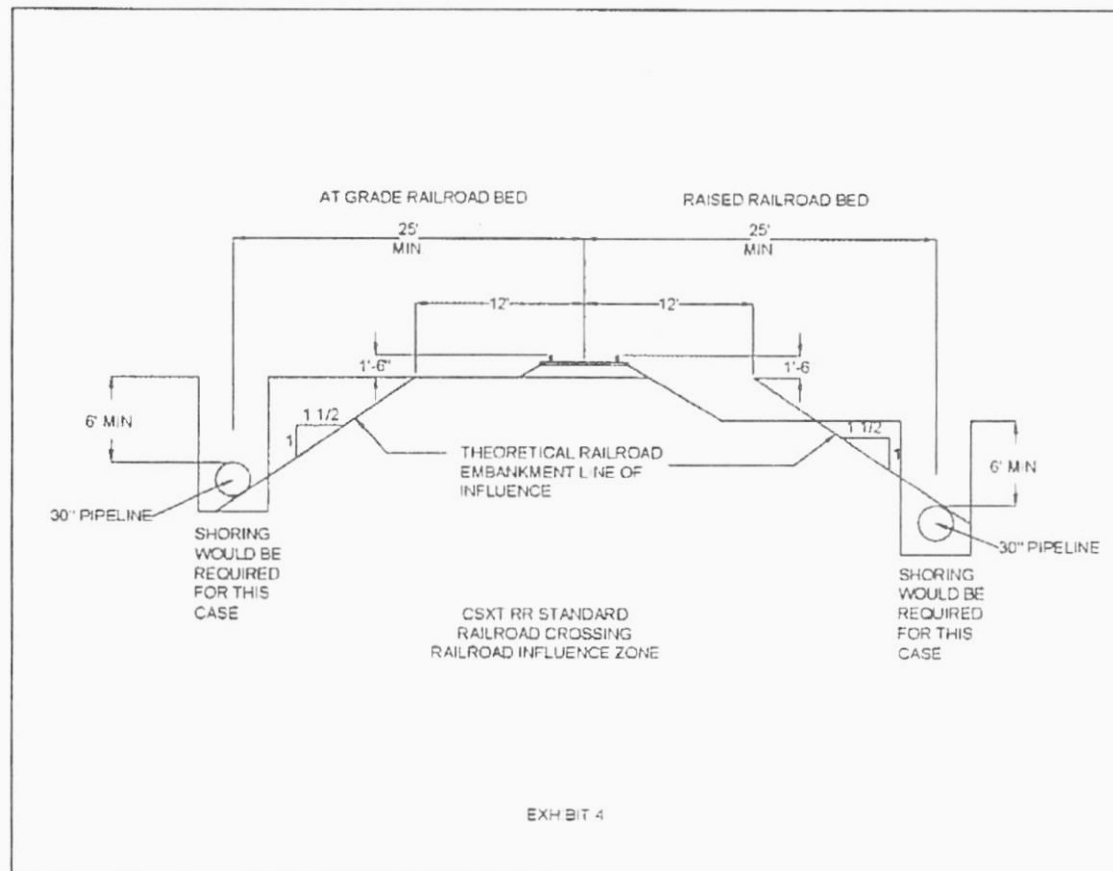 AT GRADE RAILROAD BED
RAISED RAILROAD BED
25'
MIN
25'
MIN
12'
12'
1'-6"
1'-6
6' MIN
1 1/2
1
1 1/2
1
THEORETICAL RAILROAD
EMBANKMENT LINE OF
INFLUENCE
6' MIN
30" PIPELINE
30" PIPELINE
SHORING
WOULD BE
REQUIRED
FOR THIS
CASE
SHORING
WOULD BE
REQUIRED
FOR THIS
CASE
CSXT RR STANDARD
RAILROAD CROSSING
RAILROAD INFLUENCE ZONE
EXHIBIT 4